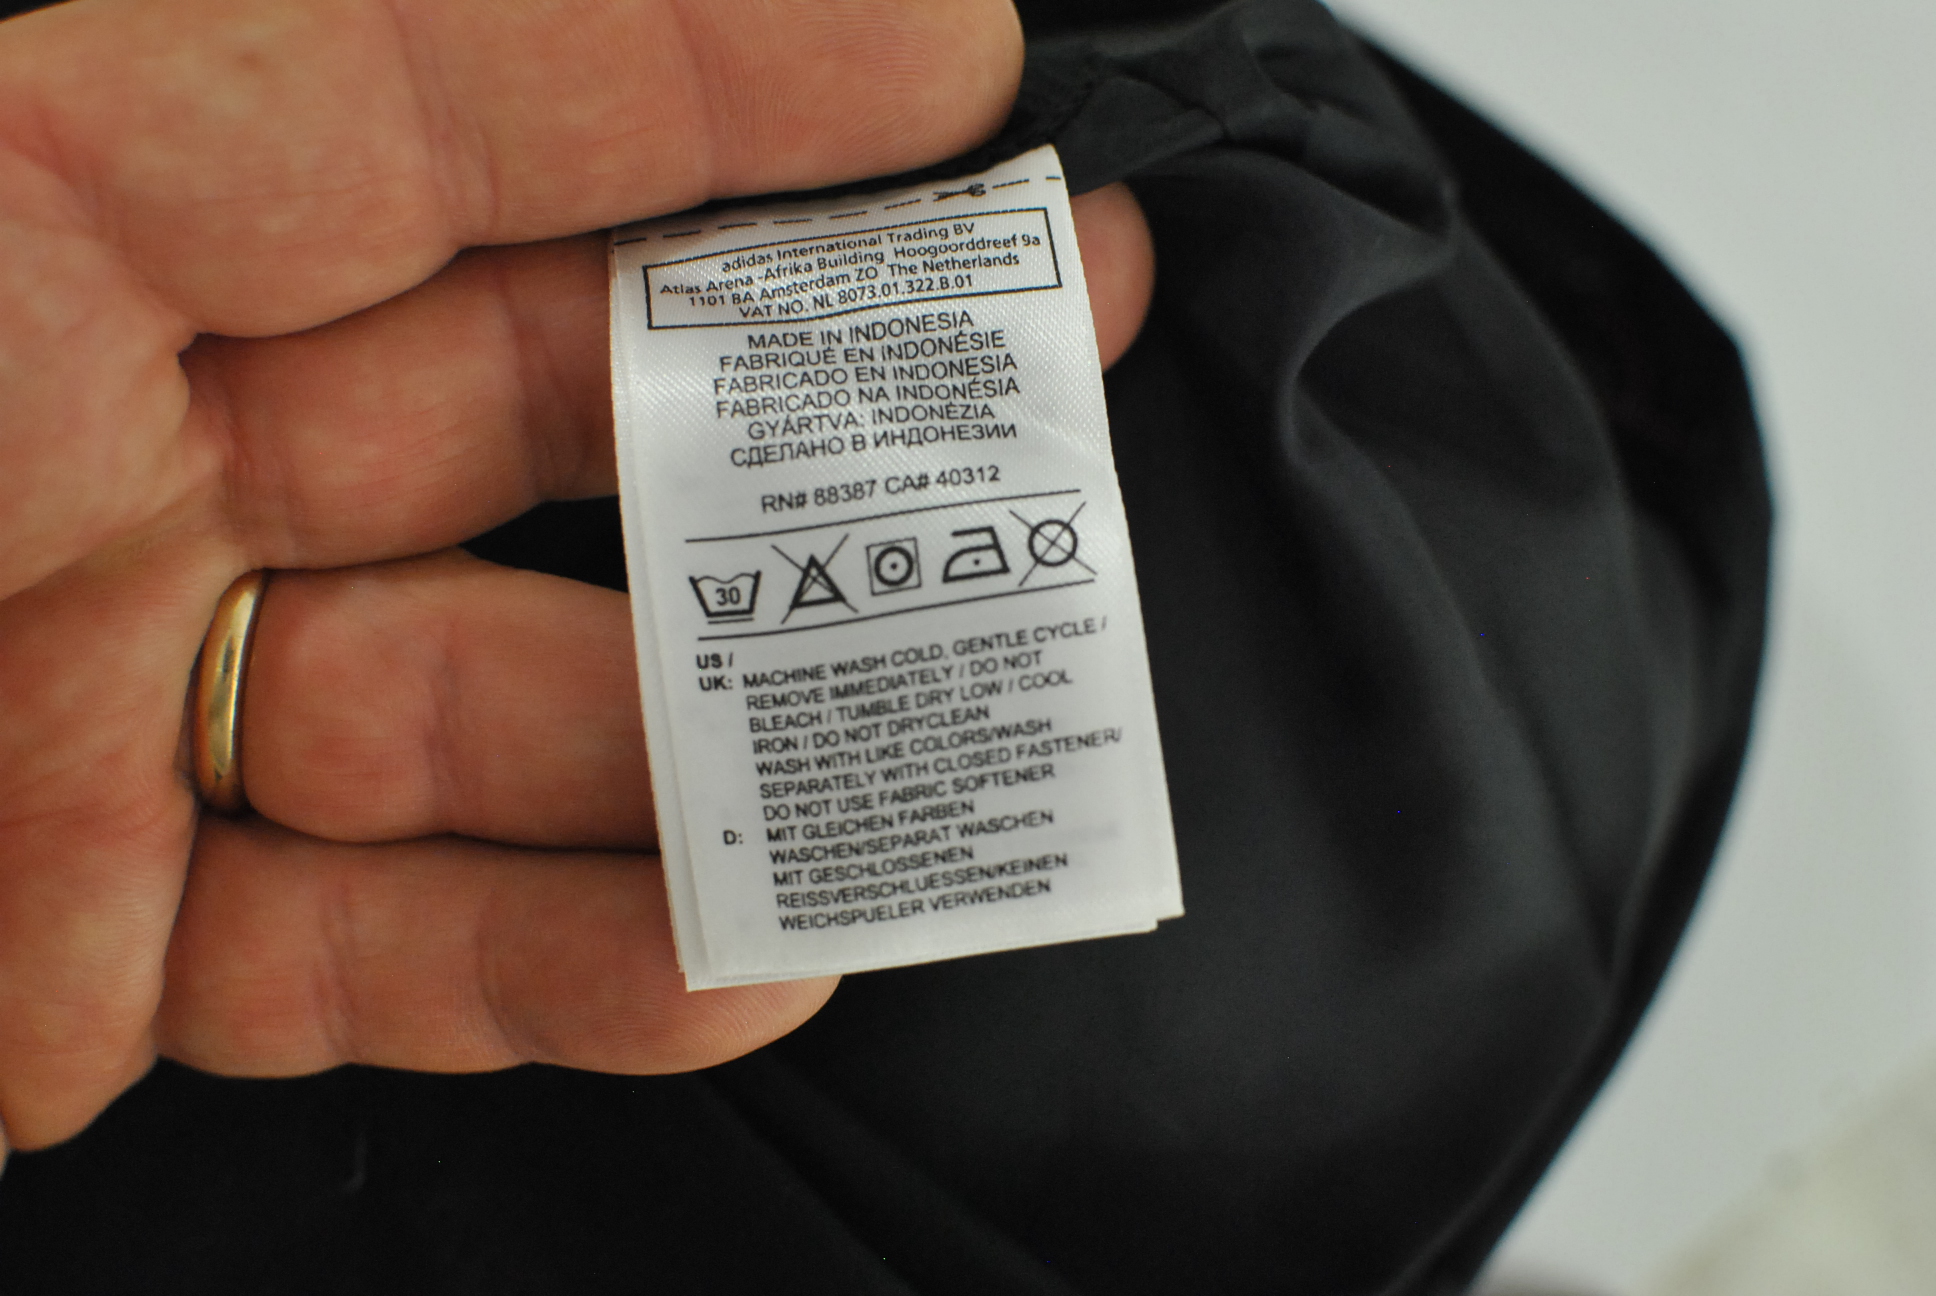 adidas International Trading BV
Atlas Arena -Afrika Building Hoogoorddreef 9a
1101 BA Amsterdam ZO The Netherlands
VAT NO. NL 8073.01.322.B.01
MADE IN INDONESIA
FABRIQUÉ EN INDONÉSIE
FABRICADO EN INDONESIA
FABRICADO NA INDONÉSIA
GYÁRTVA: INDONÉZIA
СДЕЛАНО В ИНДОНЕЗИИ
RN# 88387 CA# 40312
30
US /
UK: MACHINE WASH COLD, GENTLE CYCLE /
REMOVE IMMEDIATELY / DO NOT
BLEACH / TUMBLE DRY LOW / COOL
IRON / DO NOT DRYCLEAN
WASH WITH LIKE COLORS/WASH
SEPARATELY WITH CLOSED FASTENER/
DO NOT USE FABRIC SOFTENER
D: MIT GLEICHEN FARBEN
WASCHEN/SEPARAT WASCHEN
MIT GESCHLOSSENEN
REISSVERSCHLUESSEN/KEINEN
WEICHSPUELER VERWENDEN